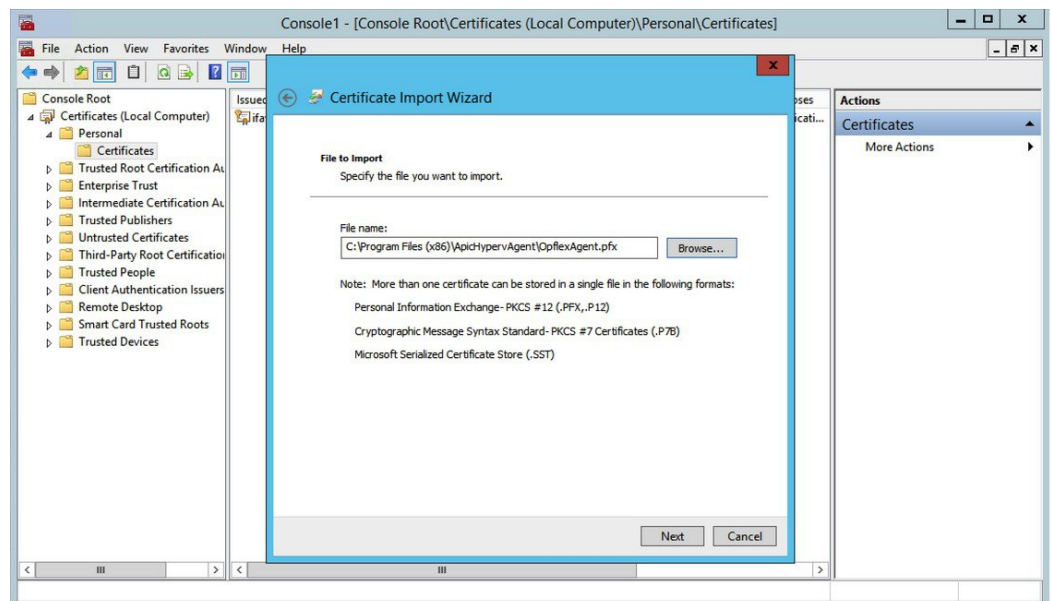 Console1 - [Console Root\Certificates (Local Computer)\Personal\Certificates]
File Action View Favorites Window Help
Console Root
Certificates (Local Computer)
Personal
Certificates
Trusted Root Certification Au
Enterprise Trust
Intermediate Certification Au
Trusted Publishers
Untrusted Certificates
Third-Party Root Certification
Trusted People
Client Authentication Issuers
Remote Desktop
Smart Card Trusted Roots
Trusted Devices
Issued
ifa
Certificate Import Wizard
File to Import
Specify the file you want to import.
File name:
C:\Program Files (x86)\ApicHypervAgent\OpflexAgent.pfx
Browse...
Note: More than one certificate can be stored in a single file in the following formats:
Personal Information Exchange- PKCS #12 (.PFX,.P12)
Cryptographic Message Syntax Standard- PKCS #7 Certificates (.P7B)
Microsoft Serialized Certificate Store (.SST)
Next Cancel
oses
icati...
Actions
Certificates
More Actions